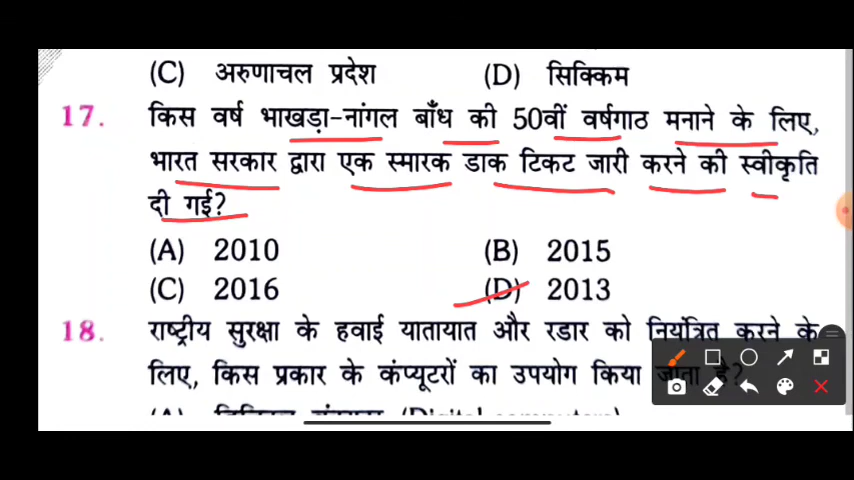 (C) अरुणाचल प्रदेश (D) सिक्किम
17. किस वर्ष भाखड़ा-नांगल बाँध की 50वीं वर्षगाठ मनाने के लिए,
भारत सरकार द्वारा एक स्मारक डाक टिकट जारी करने की स्वीकृति
दी गई?
(A) 2010 (B) 2015
(C) 2016 (D) 2013
18. राष्ट्रीय सुरक्षा के हवाई यातायात और रडार को नियंत्रित करने के
लिए, किस प्रकार के कंप्यूटरों का उपयोग किया जाता है?